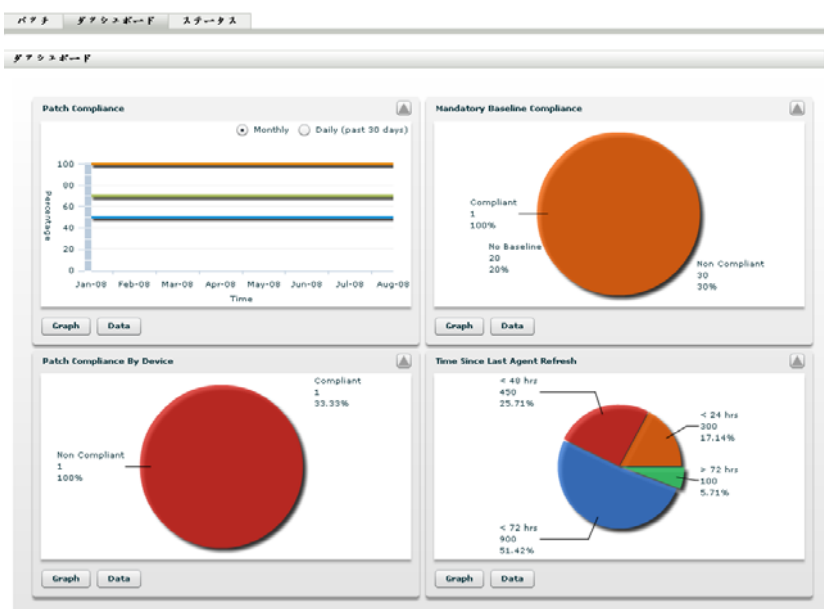 パッチ ダッシュボード ステータス
ダッシュボード
Patch Compliance
Monthly Daily (past 30 days)
100
80
60
40
20
0
Percentage
Jan-08 Feb-08 Mar-08 Apr-08 May-08 Jun-08 Jul-08 Aug-08
Time
Graph Data
Mandatory Baseline Compliance
Compliant
1
100%
No Baseline
20
20%
Non Compliant
30
30%
Graph Data
Patch Compliance By Device
Compliant
1
33.33%
Non Compliant
1
100%
Graph Data
Time Since Last Agent Refresh
< 48 hrs
450
25.71%
< 24 hrs
300
17.14%
> 72 hrs
100
5.71%
< 72 hrs
900
51.42%
Graph Data